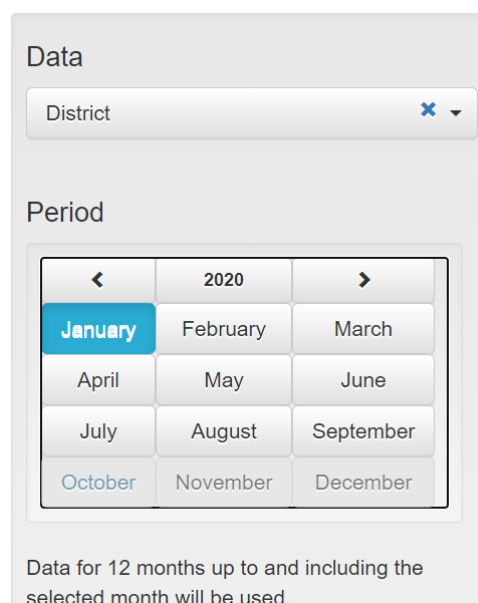 Data
District
Period
2020
January February March
April May June
July August September
October November December
Data for 12 months up to and including the
selected month will be used